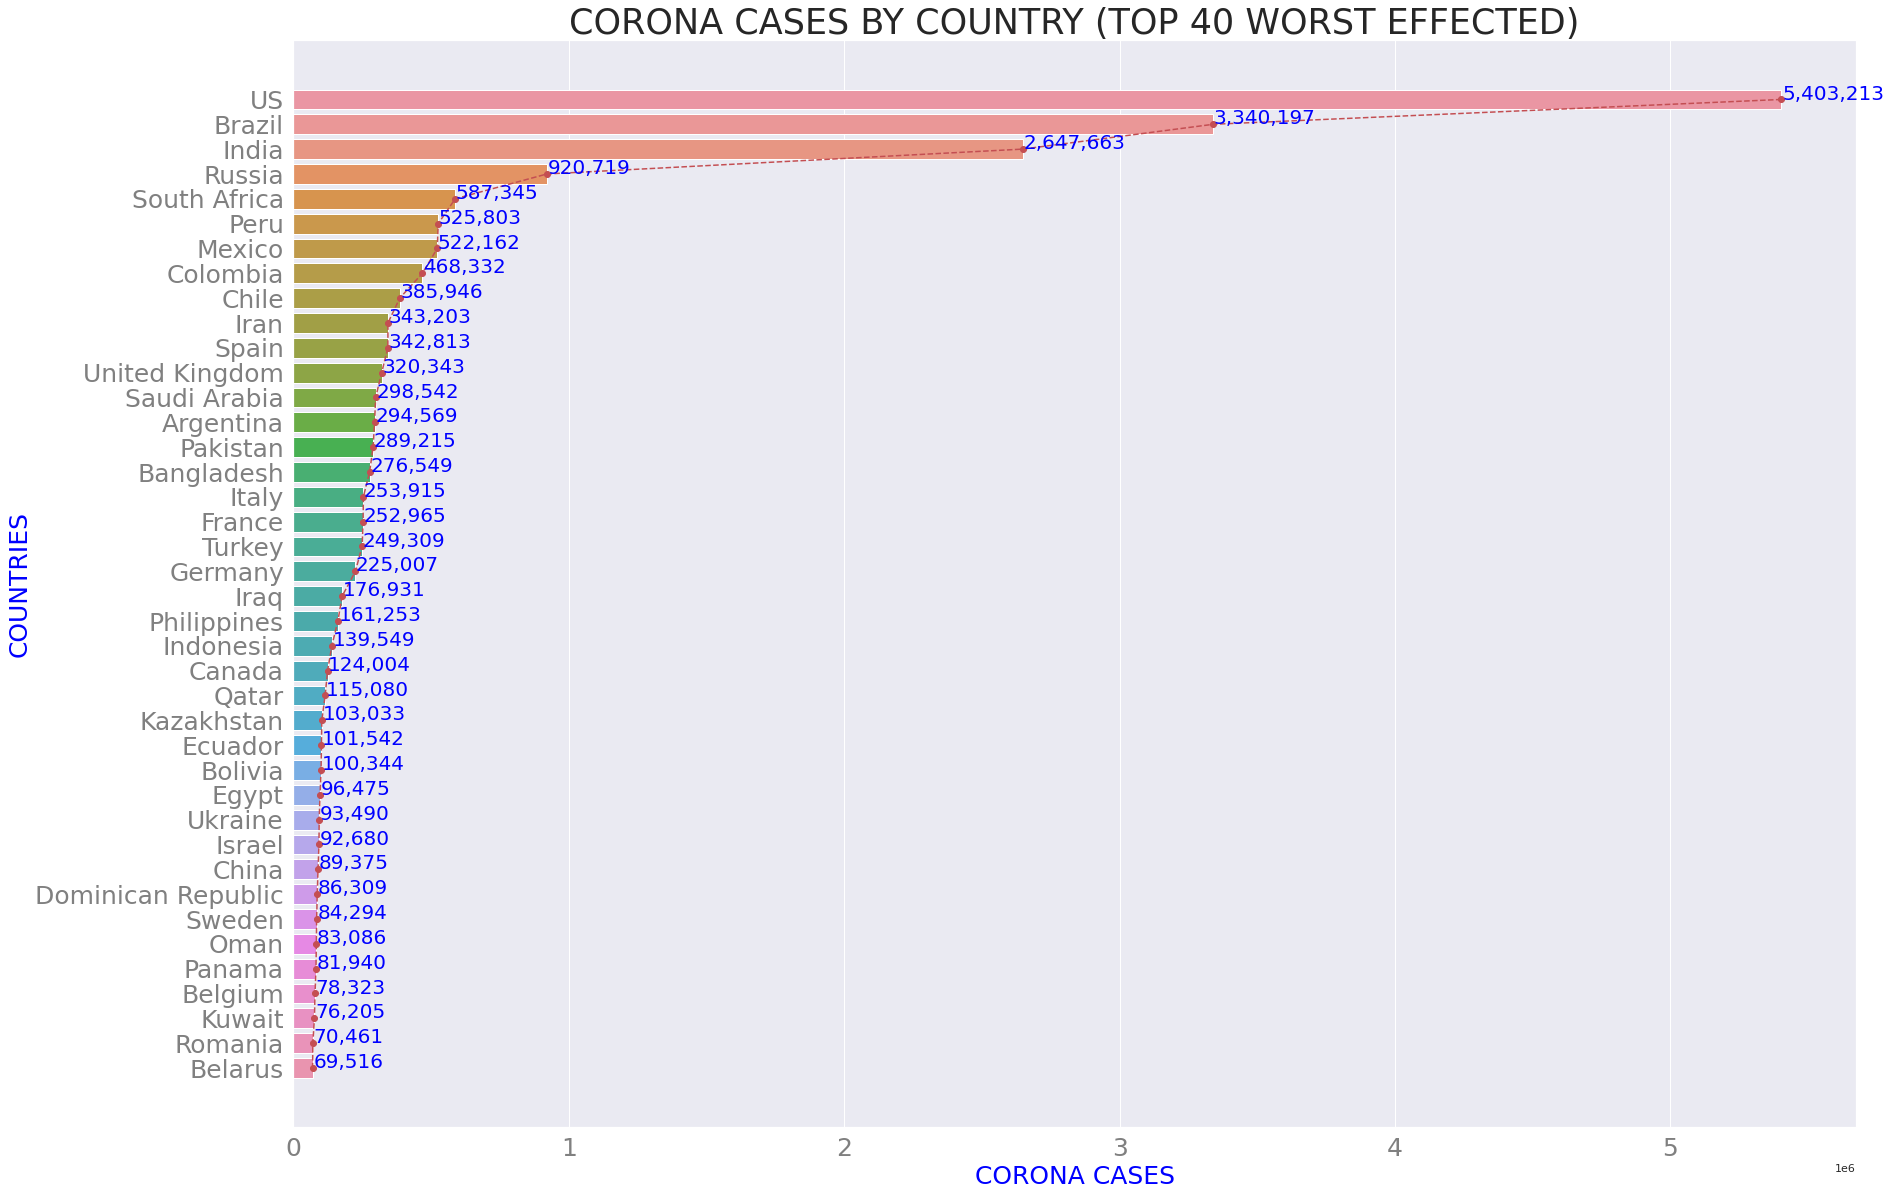 CORONA CASES BY COUNTRY (TOP 40 WORST EFFECTED)
US 5,403,213
Brazil 3,340,197
India 2,647,663
Russia 920,719
South Africa 587,345
Peru 525,803
Mexico 522,162
Colombia 468,332
Chile 385,946
Iran 343,203
Spain 342,813
United Kingdom 320,343
Saudi Arabia 298,542
Argentina 294,569
Pakistan 289,215
Bangladesh 276,549
Italy 253,915
France 252,965
Turkey 249,309
Germany 225,007
Iraq 176,931
Philippines 161,253
Indonesia 139,549
Canada 124,004
Qatar 115,080
Kazakhstan 103,033
Ecuador 101,542
Bolivia 100,344
Egypt 96,475
Ukraine 93,490
Israel 92,680
China 89,375
Dominican Republic 86,309
Sweden 84,294
Oman 83,086
Panama 81,940
Belgium 78,323
Kuwait 76,205
Romania 70,461
Belarus 69,516
COUNTRIES
0 1 2 3 4 5
1e6
CORONA CASES